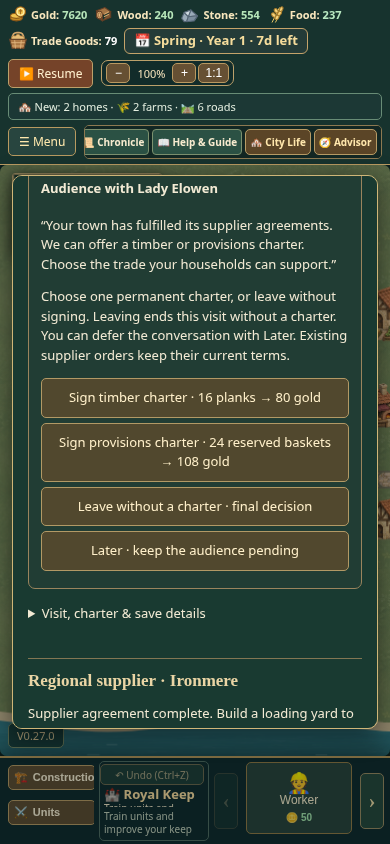 Gold: 7620 Wood: 240 Stone: 554 Food: 237
Trade Goods: 79 Spring · Year 1 · 7d left
Resume − 100% + 1:1
New: 2 homes · 2 farms · 6 roads
☰ Menu Chronicle Help & Guide City Life Advisor
Audience with Lady Elowen
“Your town has fulfilled its supplier agreements.
We can offer a timber or provisions charter.
Choose the trade your households can support.”
Choose one permanent charter, or leave without
signing. Leaving ends this visit without a charter.
You can defer the conversation with Later. Existing
supplier orders keep their current terms.
Sign timber charter · 16 planks → 80 gold
Sign provisions charter · 24 reserved baskets
→ 108 gold
Leave without a charter · final decision
Later · keep the audience pending
▶ Visit, charter & save details
Regional supplier · Ironmere
Supplier agreement complete. Build a loading yard to
V0.27.0
Constructio
Units
↶ Undo (Ctrl+Z)
Royal Keep
Train units and
improve your keep
‹
Worker
50
›